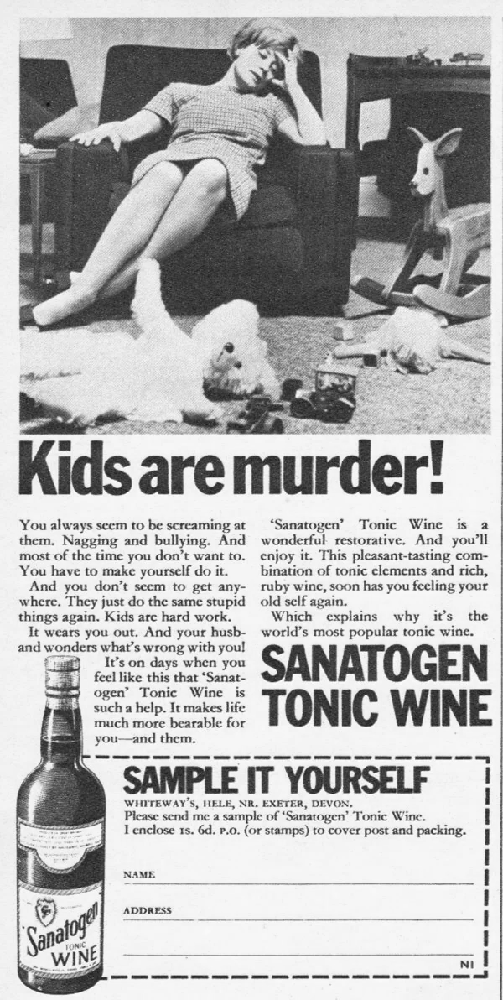 Kids are murder!
You always seem to be screaming at
them. Nagging and bullying. And
most of the time you don't want to.
You have to make yourself do it.
And you don't seem to get any-
where. They just do the same stupid
things again. Kids are hard work.
It wears you out. And your husb-
and wonders what's wrong with you!
It's on days when you
feel like this that 'Sanat-
ogen' Tonic Wine is
such a help. It makes life
much more bearable for
you—and them.
'Sanatogen' Tonic Wine is a
wonderful restorative. And you'll
enjoy it. This pleasant-tasting com-
bination of tonic elements and rich,
ruby wine, soon has you feeling your
old self again.
Which explains why it's the
world's most popular tonic wine.
SANATOGEN
TONIC WINE
SAMPLE IT YOURSELF
WHITEWAY'S, HELE, NR. EXETER, DEVON.
Please send me a sample of 'Sanatogen' Tonic Wine.
I enclose 1s. 6d. P.O. (or stamps) to cover post and packing.
NAME
ADDRESS
NI
'Sanatogen'
TONIC
WINE